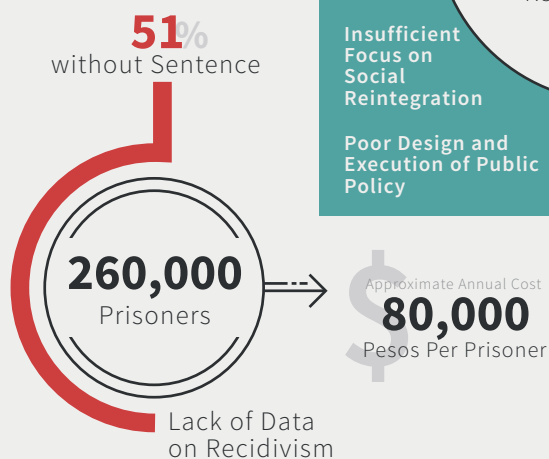 51%
without Sentence
Insufficient
Focus on
Social
Reintegration
Poor Design and
Execution of Public
Policy
260,000
Prisoners
$
Approximate Annual Cost
80,000
Pesos Per Prisoner
Lack of Data
on Recidivism